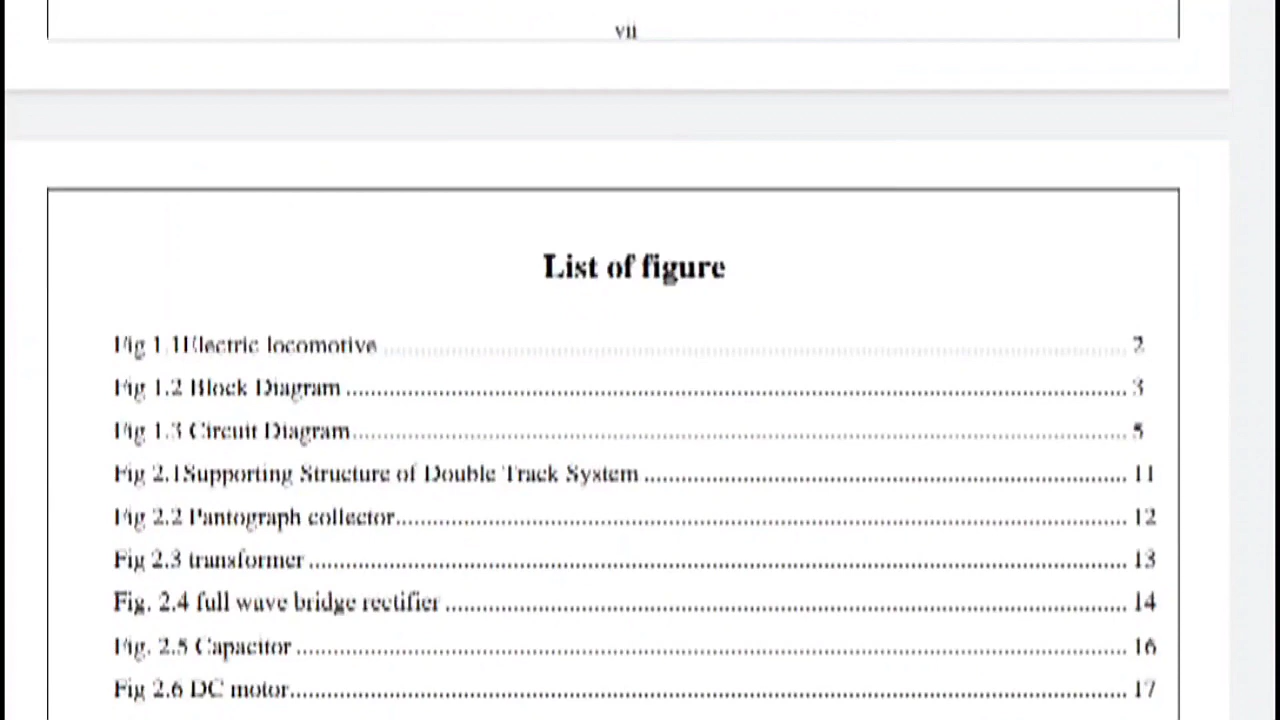 vii
List of figure
Fig 1.1Electric locomotive ........................................ 2
Fig 1.2 Block Diagram ........................................ 3
Fig 1.3 Circuit Diagram........................................ 5
Fig 2.1Supporting Structure of Double Track System ........................................ 11
Fig 2.2 Pantograph collector........................................ 12
Fig 2.3 transformer ........................................ 13
Fig. 2.4 full wave bridge rectifier ........................................ 14
Fig. 2.5 Capacitor ........................................ 16
Fig 2.6 DC motor........................................ 17